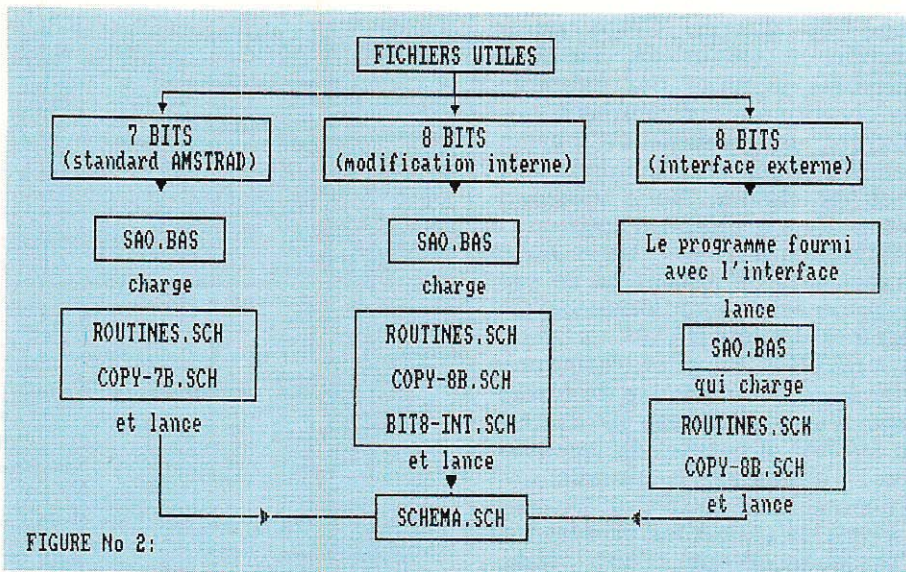 FICHIERS UTILES
7 BITS
(standard AMSTRAD)
SAO.BAS
charge
ROUTINES.SCH
COPY-7B.SCH
et lance
8 BITS
(modification interne)
SAO.BAS
charge
ROUTINES.SCH
COPY-8B.SCH
BIT8-INT.SCH
et lance
8 BITS
(interface externe)
Le programme fourni
avec l'interface
lance
SAO.BAS
qui charge
ROUTINES.SCH
COPY-8B.SCH
et lance
SCHEMA.SCH
FIGURE No 2: